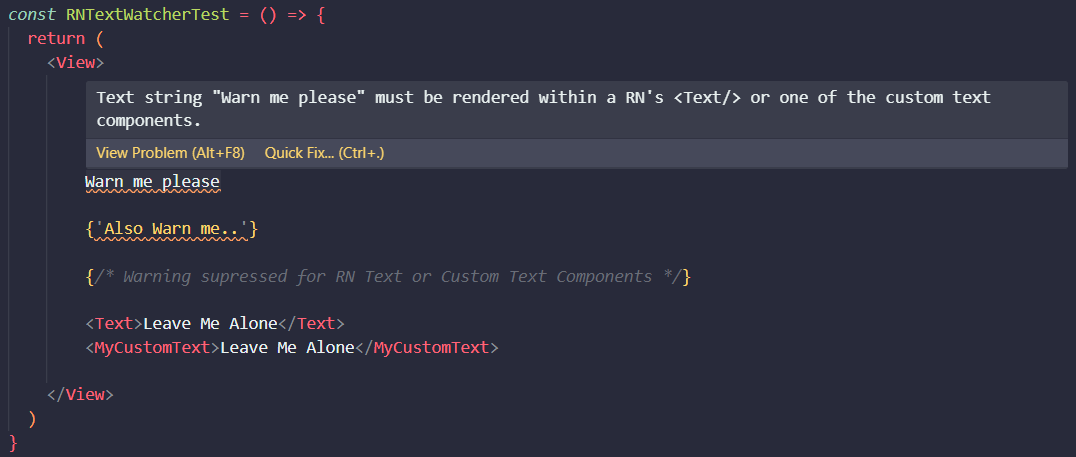 const RNTextWatcherTest = () => {
return (
<View>
Text string "Warn me please" must be rendered within a RN's <Text/> or one of the custom text
components.
View Problem (Alt+F8) Quick Fix... (Ctrl+.)
Warn me please
{'Also Warn me..'}
{/* Warning supressed for RN Text or Custom Text Components */}
<Text>Leave Me Alone</Text>
<MyCustomText>Leave Me Alone</MyCustomText>
</View>
)
}